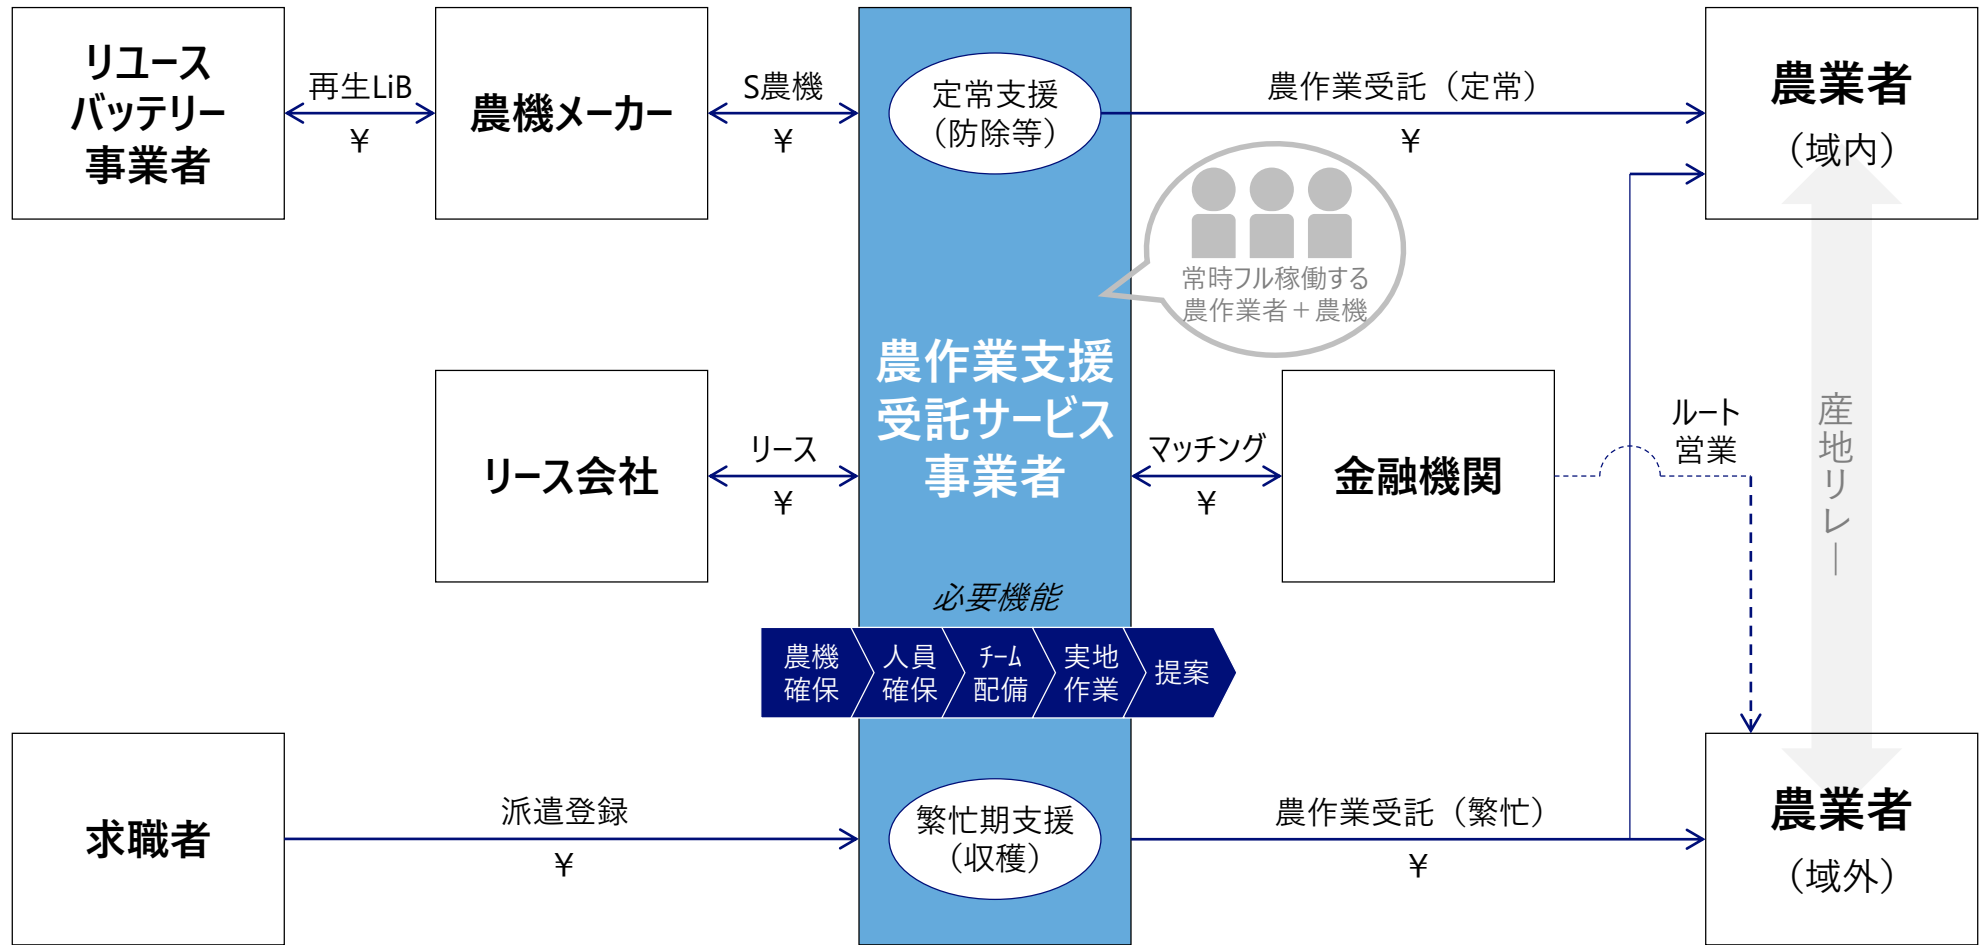 リユース
バッテリー
事業者
再生LiB
¥
農機メーカー
S農機
¥
定常支援
（防除等）
農作業受託（定常）
¥
農業者
（域内）
常時フル稼働する
農作業者＋農機
農作業支援
受託サービス
事業者
リース会社
リース
¥
マッチング
¥
金融機関
ルート
営業
産地リレー
必要機能
農機
確保
人員
確保
チーム
配備
実地
作業
提案
求職者
派遣登録
¥
繁忙期支援
（収穫）
農作業受託（繁忙）
¥
農業者
（域外）